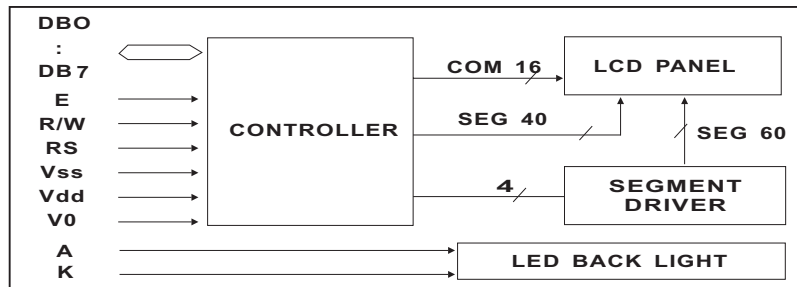 DBO
:
DB7
E
R/W
RS
Vss
Vdd
V0
A
K
CONTROLLER
COM 16
SEG 40
4
LCD PANEL
SEG 60
SEGMENT
DRIVER
LED BACK LIGHT